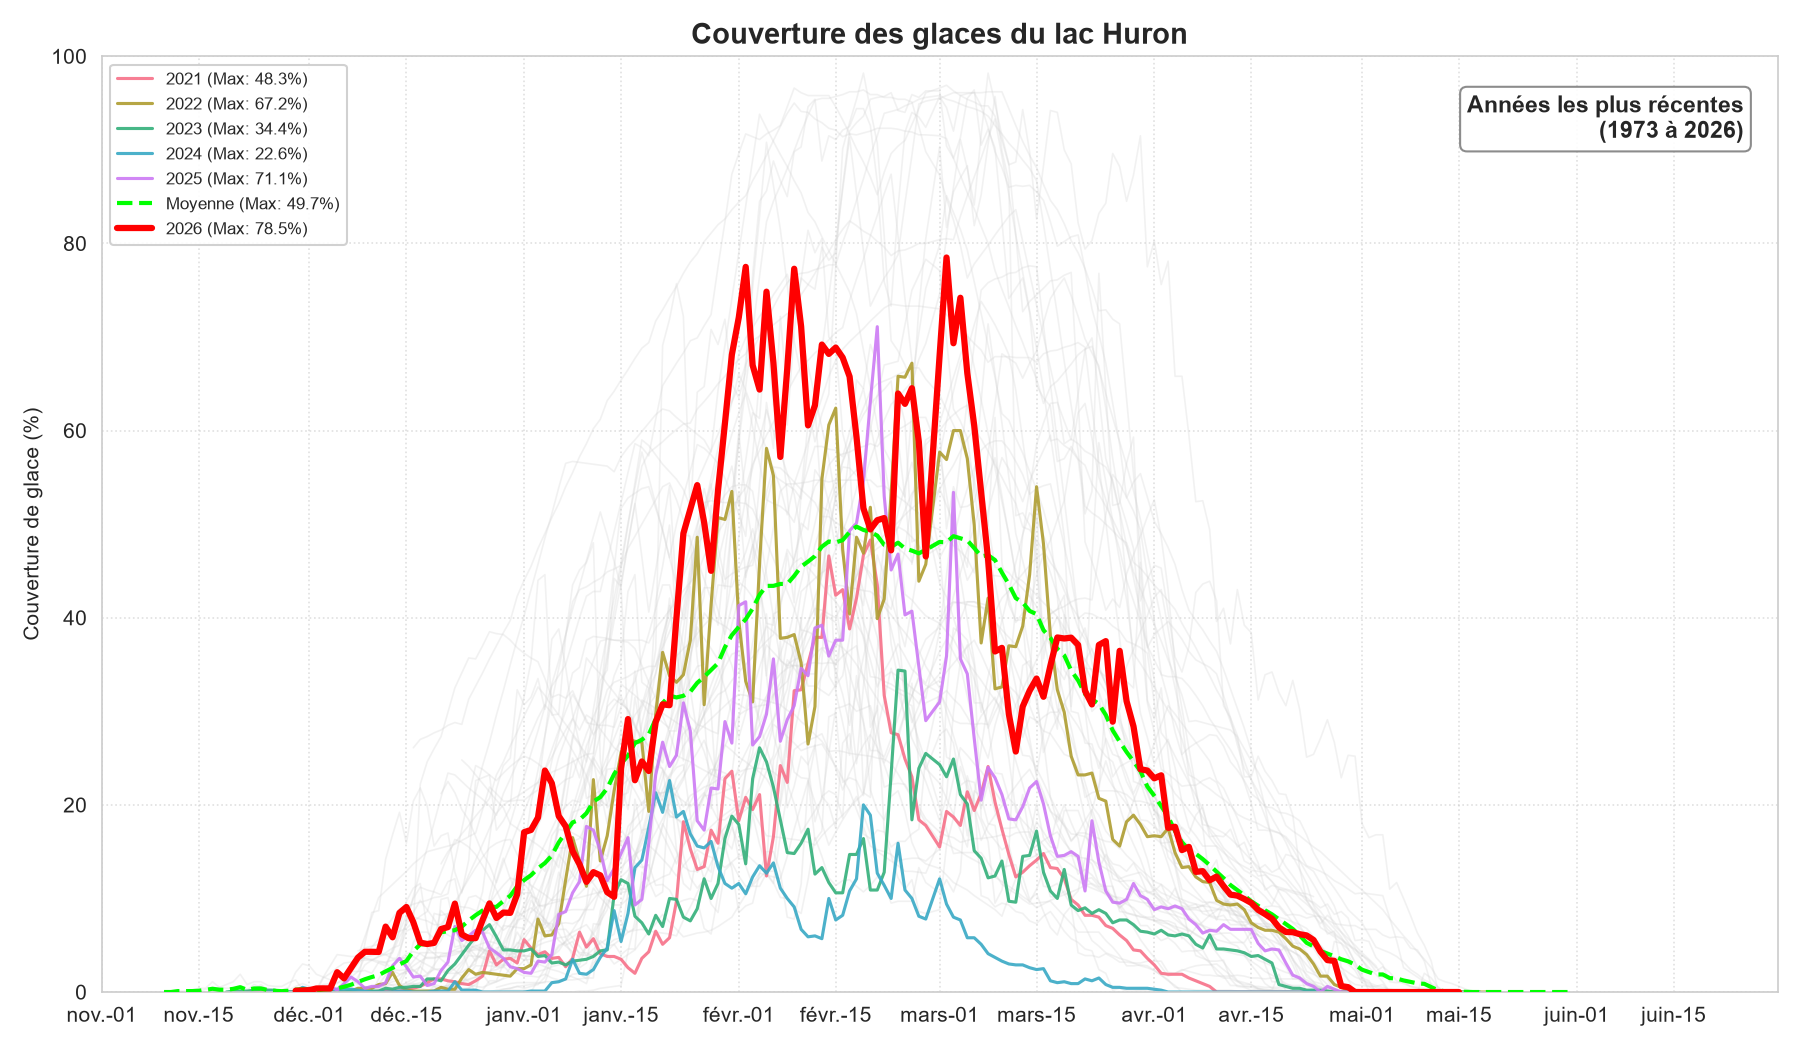 Couverture des glaces du lac Huron
100
80
60
40
20
0
Couverture de glace (%)
2021 (Max: 48.3%)
2022 (Max: 67.2%)
2023 (Max: 34.4%)
2024 (Max: 22.6%)
2025 (Max: 71.1%)
Moyenne (Max: 49.7%)
2026 (Max: 78.5%)
Années les plus récentes
(1973 à 2026)
nov.-01 nov.-15 déc.-01 déc.-15 janv.-01 janv.-15 févr.-01 févr.-15 mars-01 mars-15 avr.-01 avr.-15 mai-01 mai-15 juin-01 juin-15